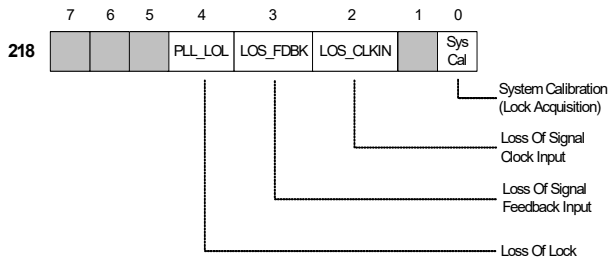 7 6 5 4 3 2 1 0
218 PLL_LOL LOS_FDBK LOS_CLKIN Sys
Cal
System Calibration
(Lock Acquisition)
Loss Of Signal
Clock Input
Loss Of Signal
Feedback Input
Loss Of Lock